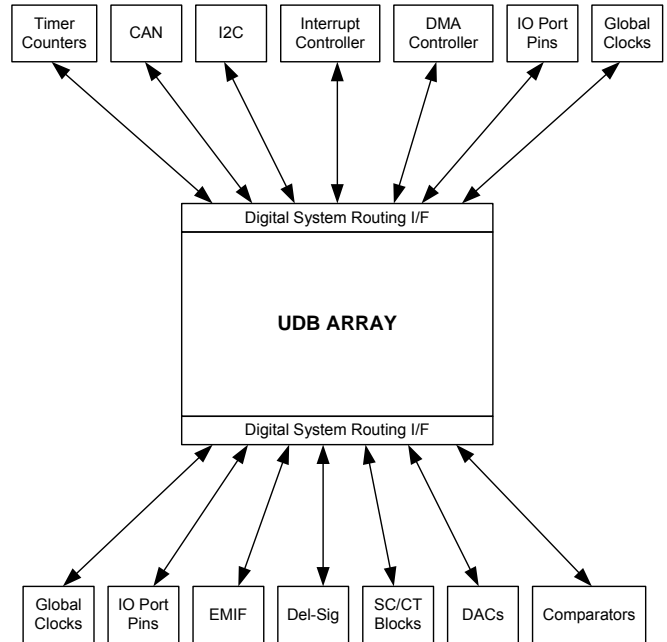 Timer
Counters
CAN
I2C
Interrupt
Controller
DMA
Controller
IO Port
Pins
Global
Clocks
Digital System Routing I/F
UDB ARRAY
Digital System Routing I/F
Global
Clocks
IO Port
Pins
EMIF
Del-Sig
SC/CT
Blocks
DACs
Comparators